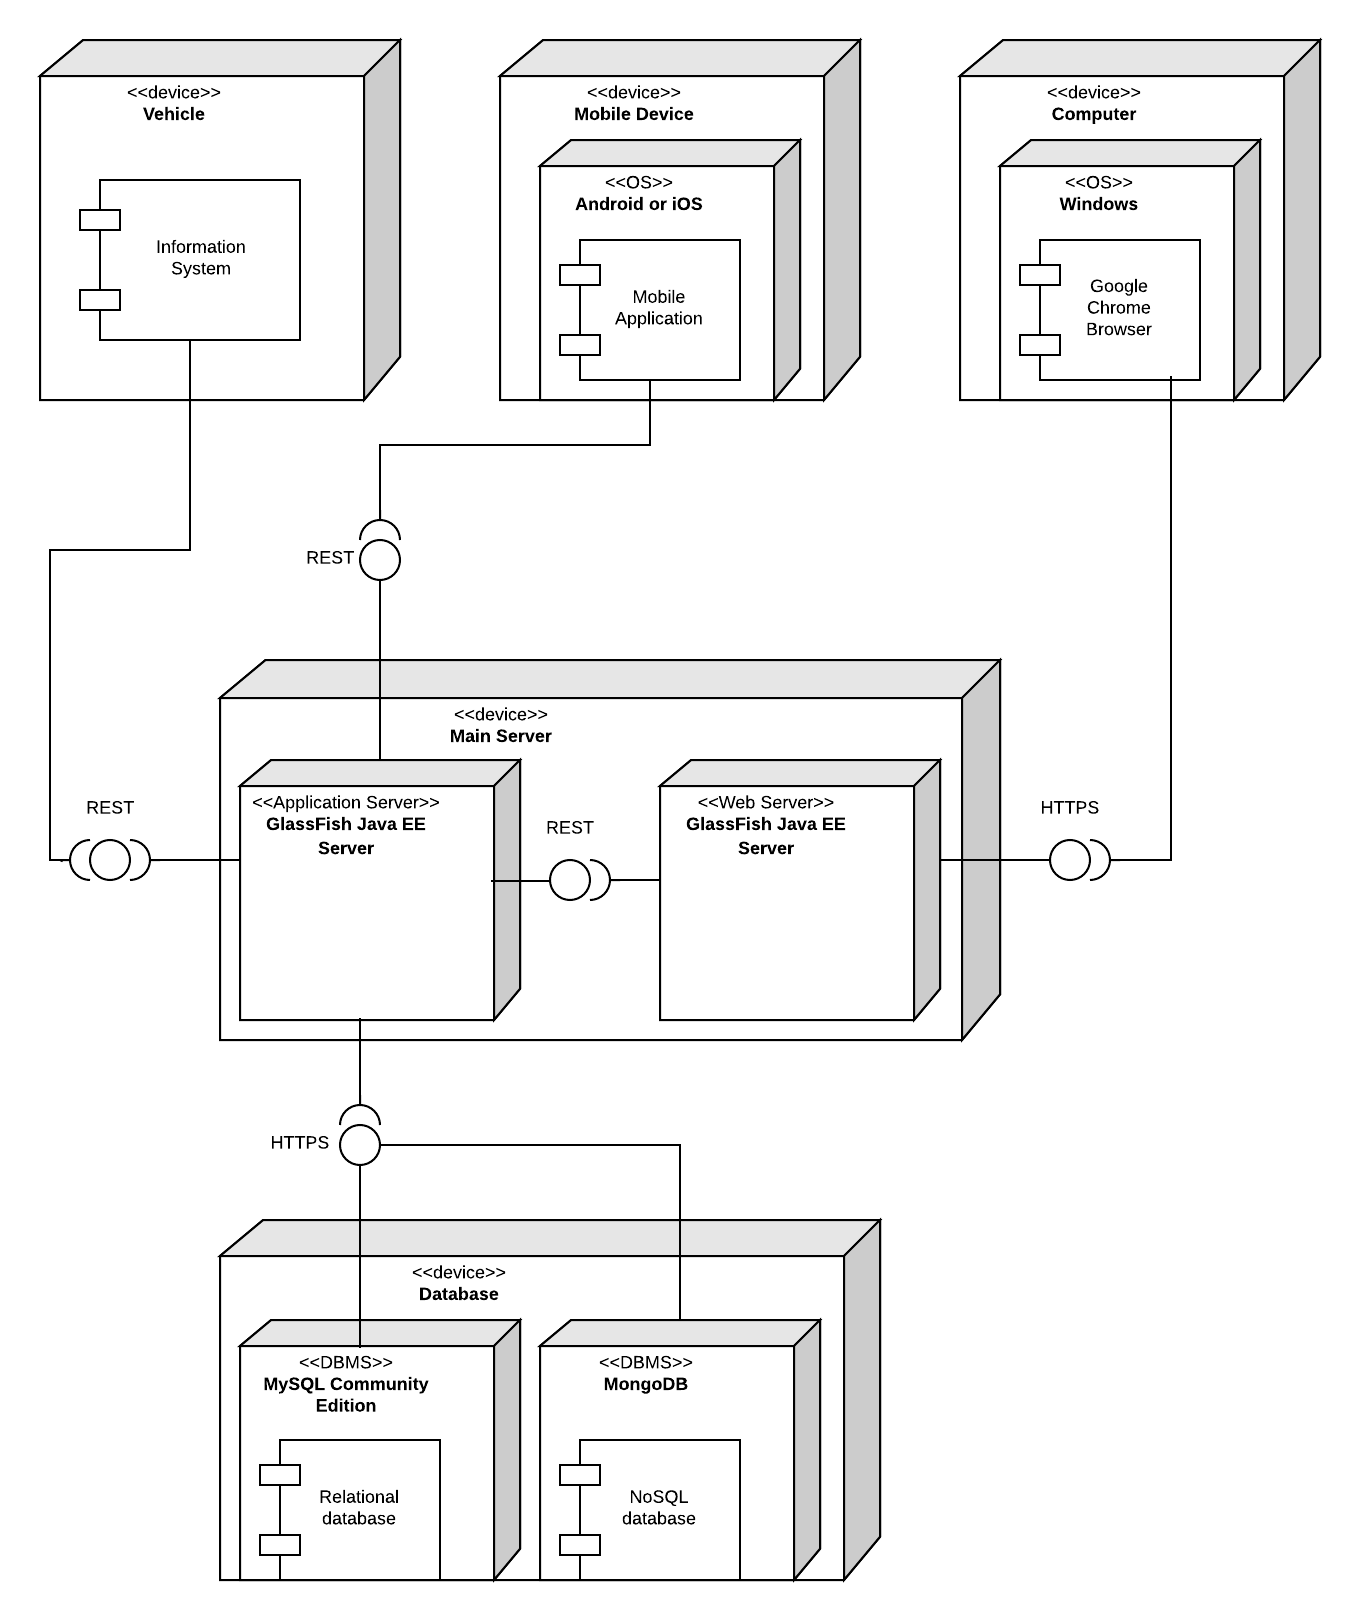 <<device>>
Vehicle
Information
System
<<device>>
Mobile Device
<<OS>>
Android or iOS
Mobile
Application
<<device>>
Computer
<<OS>>
Windows
Google
Chrome
Browser
REST
<<device>>
Main Server
REST
<<Application Server>>
GlassFish Java EE
Server
REST
<<Web Server>>
GlassFish Java EE
Server
HTTPS
HTTPS
<<device>>
Database
<<DBMS>>
MySQL Community
Edition
Relational
database
<<DBMS>>
MongoDB
NoSQL
database